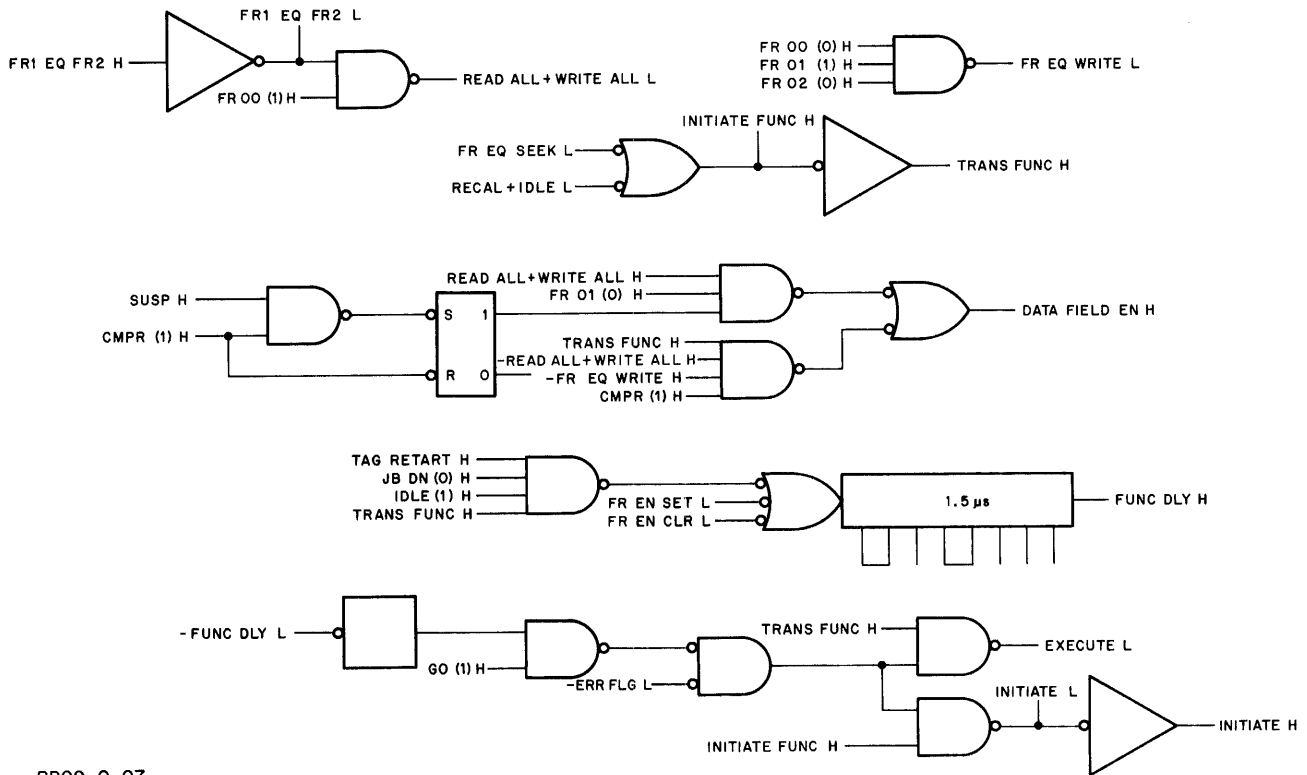 FR1 EQ FR2 L
FR1 EQ FR2 H
FR 00 (1) H
READ ALL+WRITE ALL L
FR 00 (0) H
FR 01 (1) H
FR 02 (0) H
FR EQ WRITE L
INITIATE FUNC H
FR EQ SEEK L
RECAL+IDLE L
TRANS FUNC H
SUSP H
CMPR (1) H
S 1
R 0
READ ALL+WRITE ALL H
FR 01 (0) H
TRANS FUNC H
-READ ALL+WRITE ALL H
-FR EQ WRITE H
CMPR (1) H
DATA FIELD EN H
TAG RETART H
JB DN (0) H
IDLE (1) H
TRANS FUNC H
FR EN SET L
FR EN CLR L
1.5 µs
FUNC DLY H
-FUNC DLY L
GO (1) H
-ERR FLG L
TRANS FUNC H
EXECUTE L
INITIATE L
INITIATE FUNC H
INITIATE H